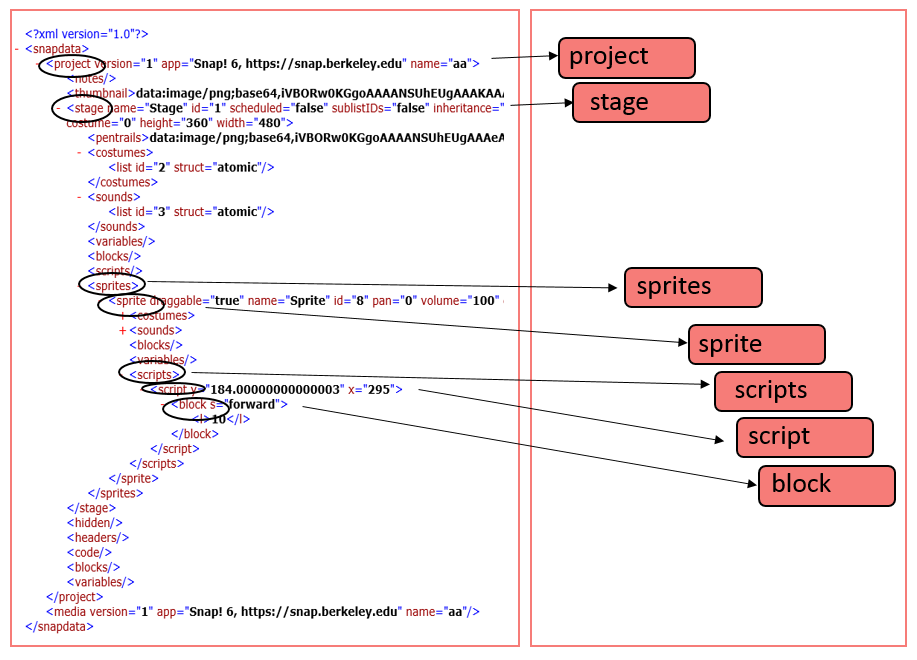 <?xml version="1.0"?>
- <snapdata>
- <project version="1" app="Snap! 6, https://snap.berkeley.edu" name="aa">
<notes/>
<thumbnail>data:image/png;base64,iVBORw0KGgoAAAANSUhEUgAAAKAAA
- <stage name="Stage" id="1" scheduled="false" sublistIDs="false" inheritance="
costume="0" height="360" width="480">
<pentrails>data:image/png;base64,iVBORw0KGgoAAAANSUhEUgAAAeA
- <costumes>
<list id="2" struct="atomic"/>
</costumes>
- <sounds>
<list id="3" struct="atomic"/>
</sounds>
<variables/>
<blocks/>
<scripts/>
- <sprites>
<sprite draggable="true" name="Sprite" id="8" pan="0" volume="100"
+ <costumes>
+ <sounds>
<blocks/>
<variables/>
<scripts>
<script y="184.00000000000003" x="295">
- <block s="forward">
<l>10</l>
</block>
</script>
</scripts>
</sprite>
</sprites>
</stage>
<hidden/>
<headers/>
<code/>
<blocks/>
<variables/>
</project>
<media version="1" app="Snap! 6, https://snap.berkeley.edu" name="aa"/>
</snapdata>
project
stage
sprites
sprite
scripts
script
block